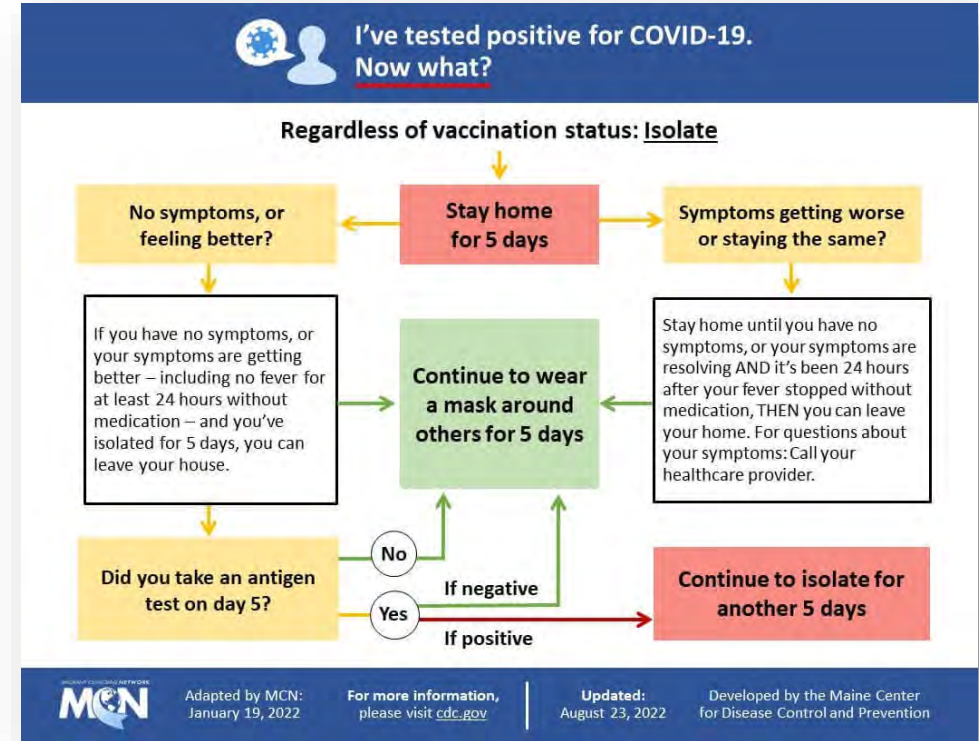 I've tested positive for COVID-19.
Now what?
Regardless of vaccination status: Isolate
No symptoms, or
feeling better?
Stay home
for 5 days
Symptoms getting worse
or staying the same?
If you have no symptoms, or
your symptoms are getting
better – including no fever for
at least 24 hours without
medication – and you've
isolated for 5 days, you can
leave your house.
Continue to wear
a mask around
others for 5 days
Stay home until you have no
symptoms, or your symptoms are
resolving AND it's been 24 hours
after your fever stopped without
medication, THEN you can leave
your home. For questions about
your symptoms: Call your
healthcare provider.
Did you take an antigen
test on day 5?
No
Yes
If negative
If positive
Continue to isolate for
another 5 days
MIGRANT CLINICIANS NETWORK
MCN
Adapted by MCN:
January 19, 2022
For more information,
please visit cdc.gov
Updated:
August 23, 2022
Developed by the Maine Center
for Disease Control and Prevention